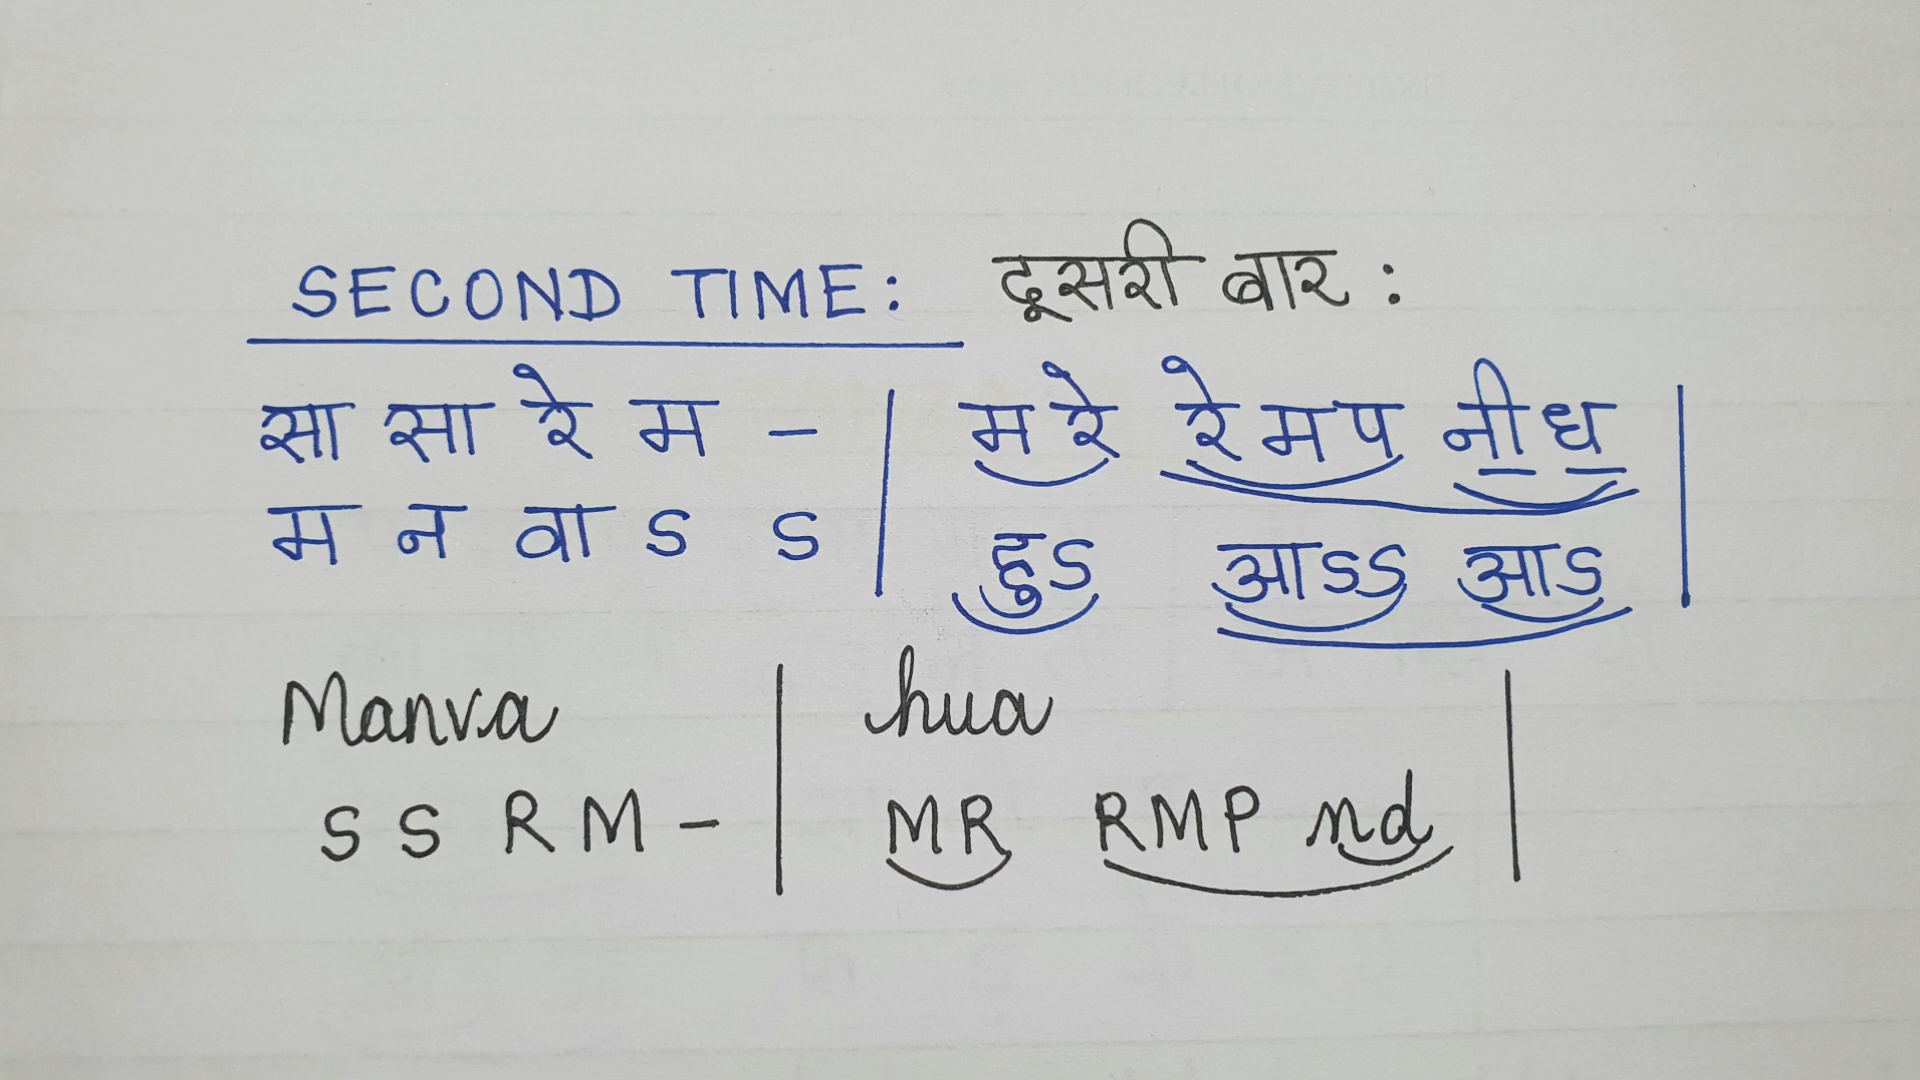 SECOND TIME: दूसरी बार :
सा सा रे म - | म रे रे म प नी ध |
म न वा ऽ ऽ | हुऽ आऽऽ आऽ |
Manva | hua |
S S R M - | MR RMP nd |